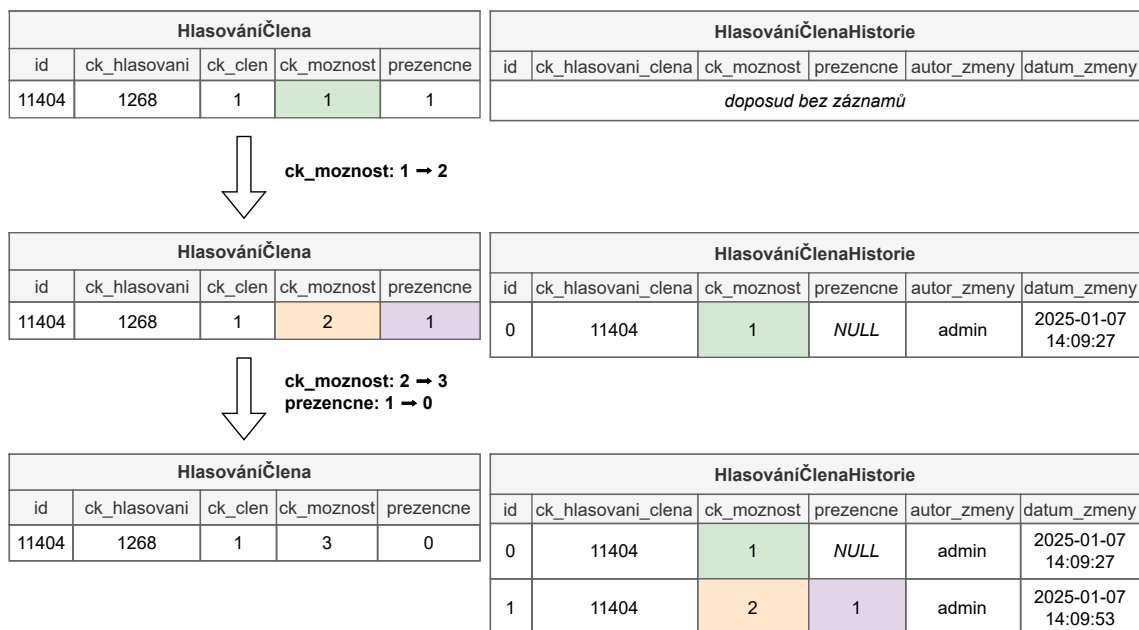 HlasováníČlena
id ck_hlasovani ck_clen ck_moznost prezencne
11404 1268 1 1 1
HlasováníČlenaHistorie
id ck_hlasovani_clena ck_moznost prezencne autor_zmeny datum_zmeny
doposud bez záznamů
ck_moznost: 1 → 2
HlasováníČlena
id ck_hlasovani ck_clen ck_moznost prezencne
11404 1268 1 2 1
HlasováníČlenaHistorie
id ck_hlasovani_clena ck_moznost prezencne autor_zmeny datum_zmeny
0 11404 1 NULL admin 2025-01-07
14:09:27
ck_moznost: 2 → 3
prezencne: 1 → 0
HlasováníČlena
id ck_hlasovani ck_clen ck_moznost prezencne
11404 1268 1 3 0
HlasováníČlenaHistorie
id ck_hlasovani_clena ck_moznost prezencne autor_zmeny datum_zmeny
0 11404 1 NULL admin 2025-01-07
14:09:27
1 11404 2 1 admin 2025-01-07
14:09:53